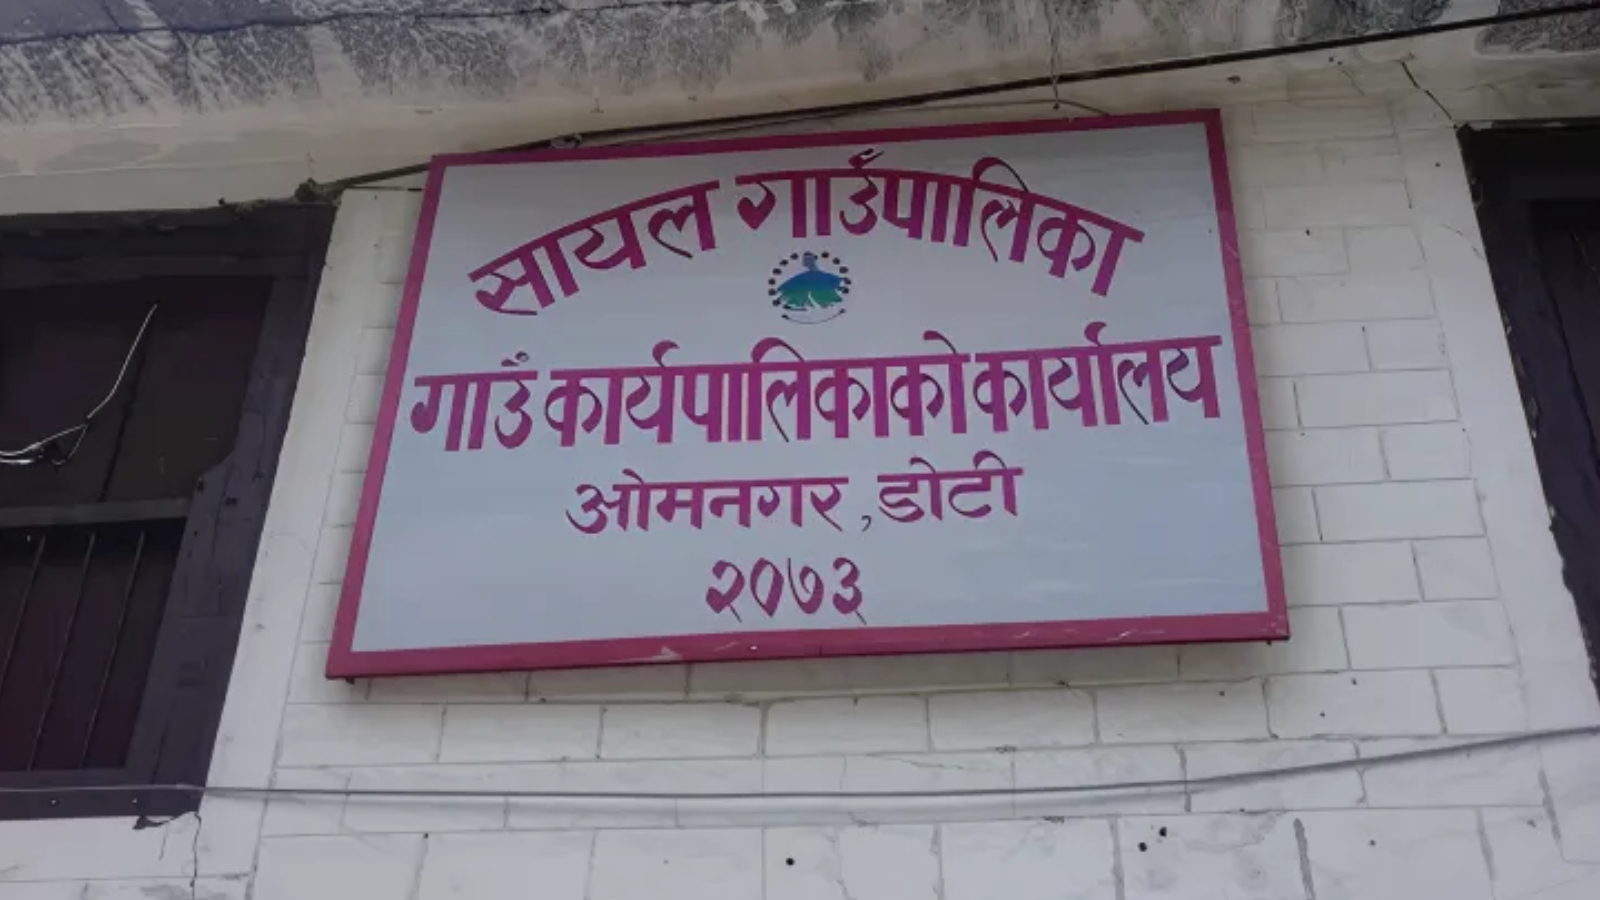 सायल गाउँपालिका
गाउँ कार्यपालिकाको कार्यालय
ओमनगर, डोटी
२०७३